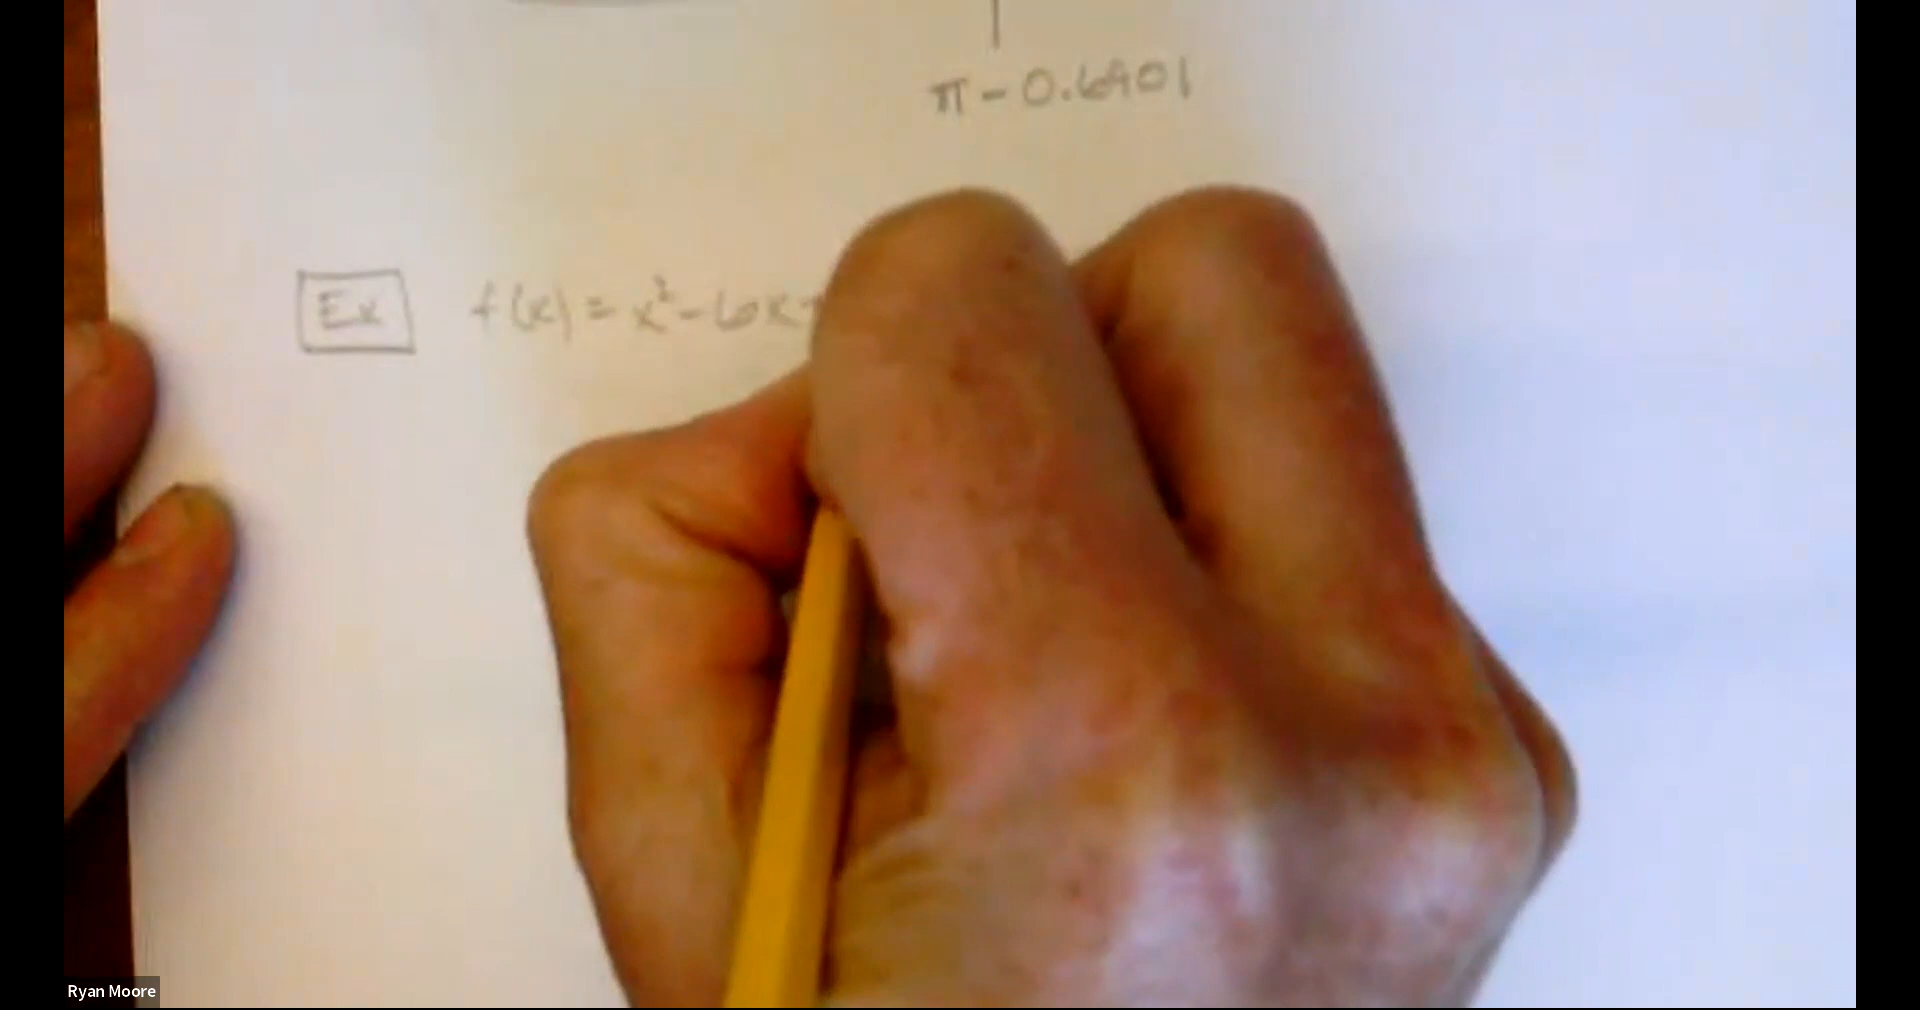 π - 0.6901
Ex f(x) = x² - 6x +
Ryan Moore